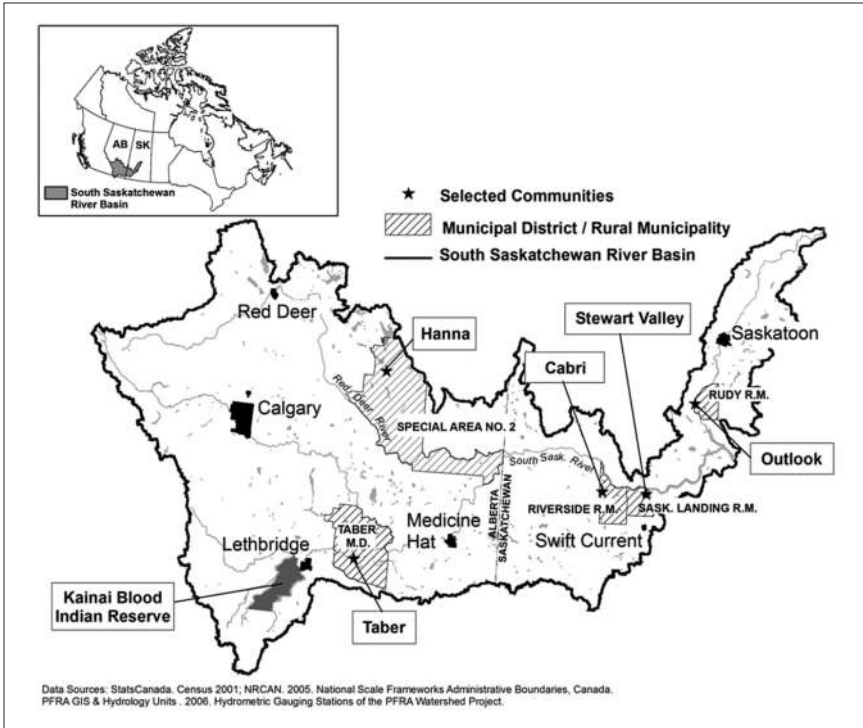 AB
SK
South Saskatchewan
River Basin
Selected Communities
Municipal District / Rural Municipality
South Saskatchewan River Basin
Red Deer
Hanna
Stewart Valley
Saskatoon
Cabri
RUDY R.M.
Calgary
Red Deer River
SPECIAL AREA NO. 2
South Sask. River
Outlook
ALBERTA
SASKATCHEWAN
RIVERSIDE R.M.
SASK. LANDING R.M.
TABER
M.D.
Medicine
Hat
Swift Current
Lethbridge
Kainai Blood
Indian Reserve
Taber
Data Sources: StatsCanada. Census 2001; NRCAN. 2005. National Scale Frameworks Administrative Boundaries, Canada.
PFRA GIS & Hydrology Units . 2006. Hydrometric Gauging Stations of the PFRA Watershed Project.